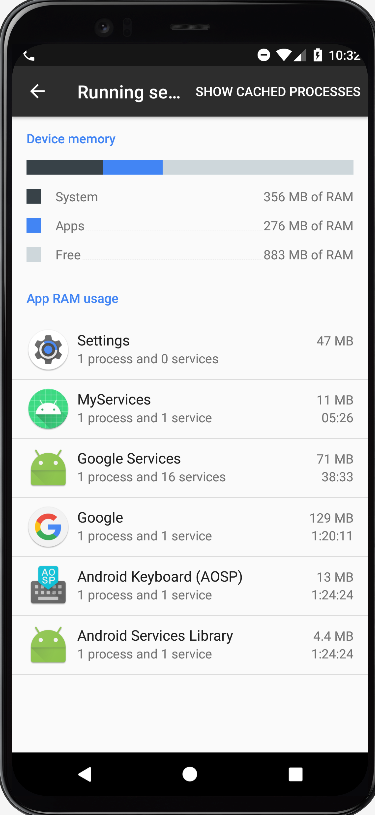 10:32
Running se... SHOW CACHED PROCESSES
Device memory
System 356 MB of RAM
Apps 276 MB of RAM
Free 883 MB of RAM
App RAM usage
Settings 47 MB
1 process and 0 services
MyServices 11 MB
1 process and 1 service 05:26
Google Services 71 MB
1 process and 16 services 38:33
Google 129 MB
1 process and 1 service 1:20:11
AO
SP
Android Keyboard (AOSP) 13 MB
1 process and 1 service 1:24:24
Android Services Library 4.4 MB
1 process and 1 service 1:24:24